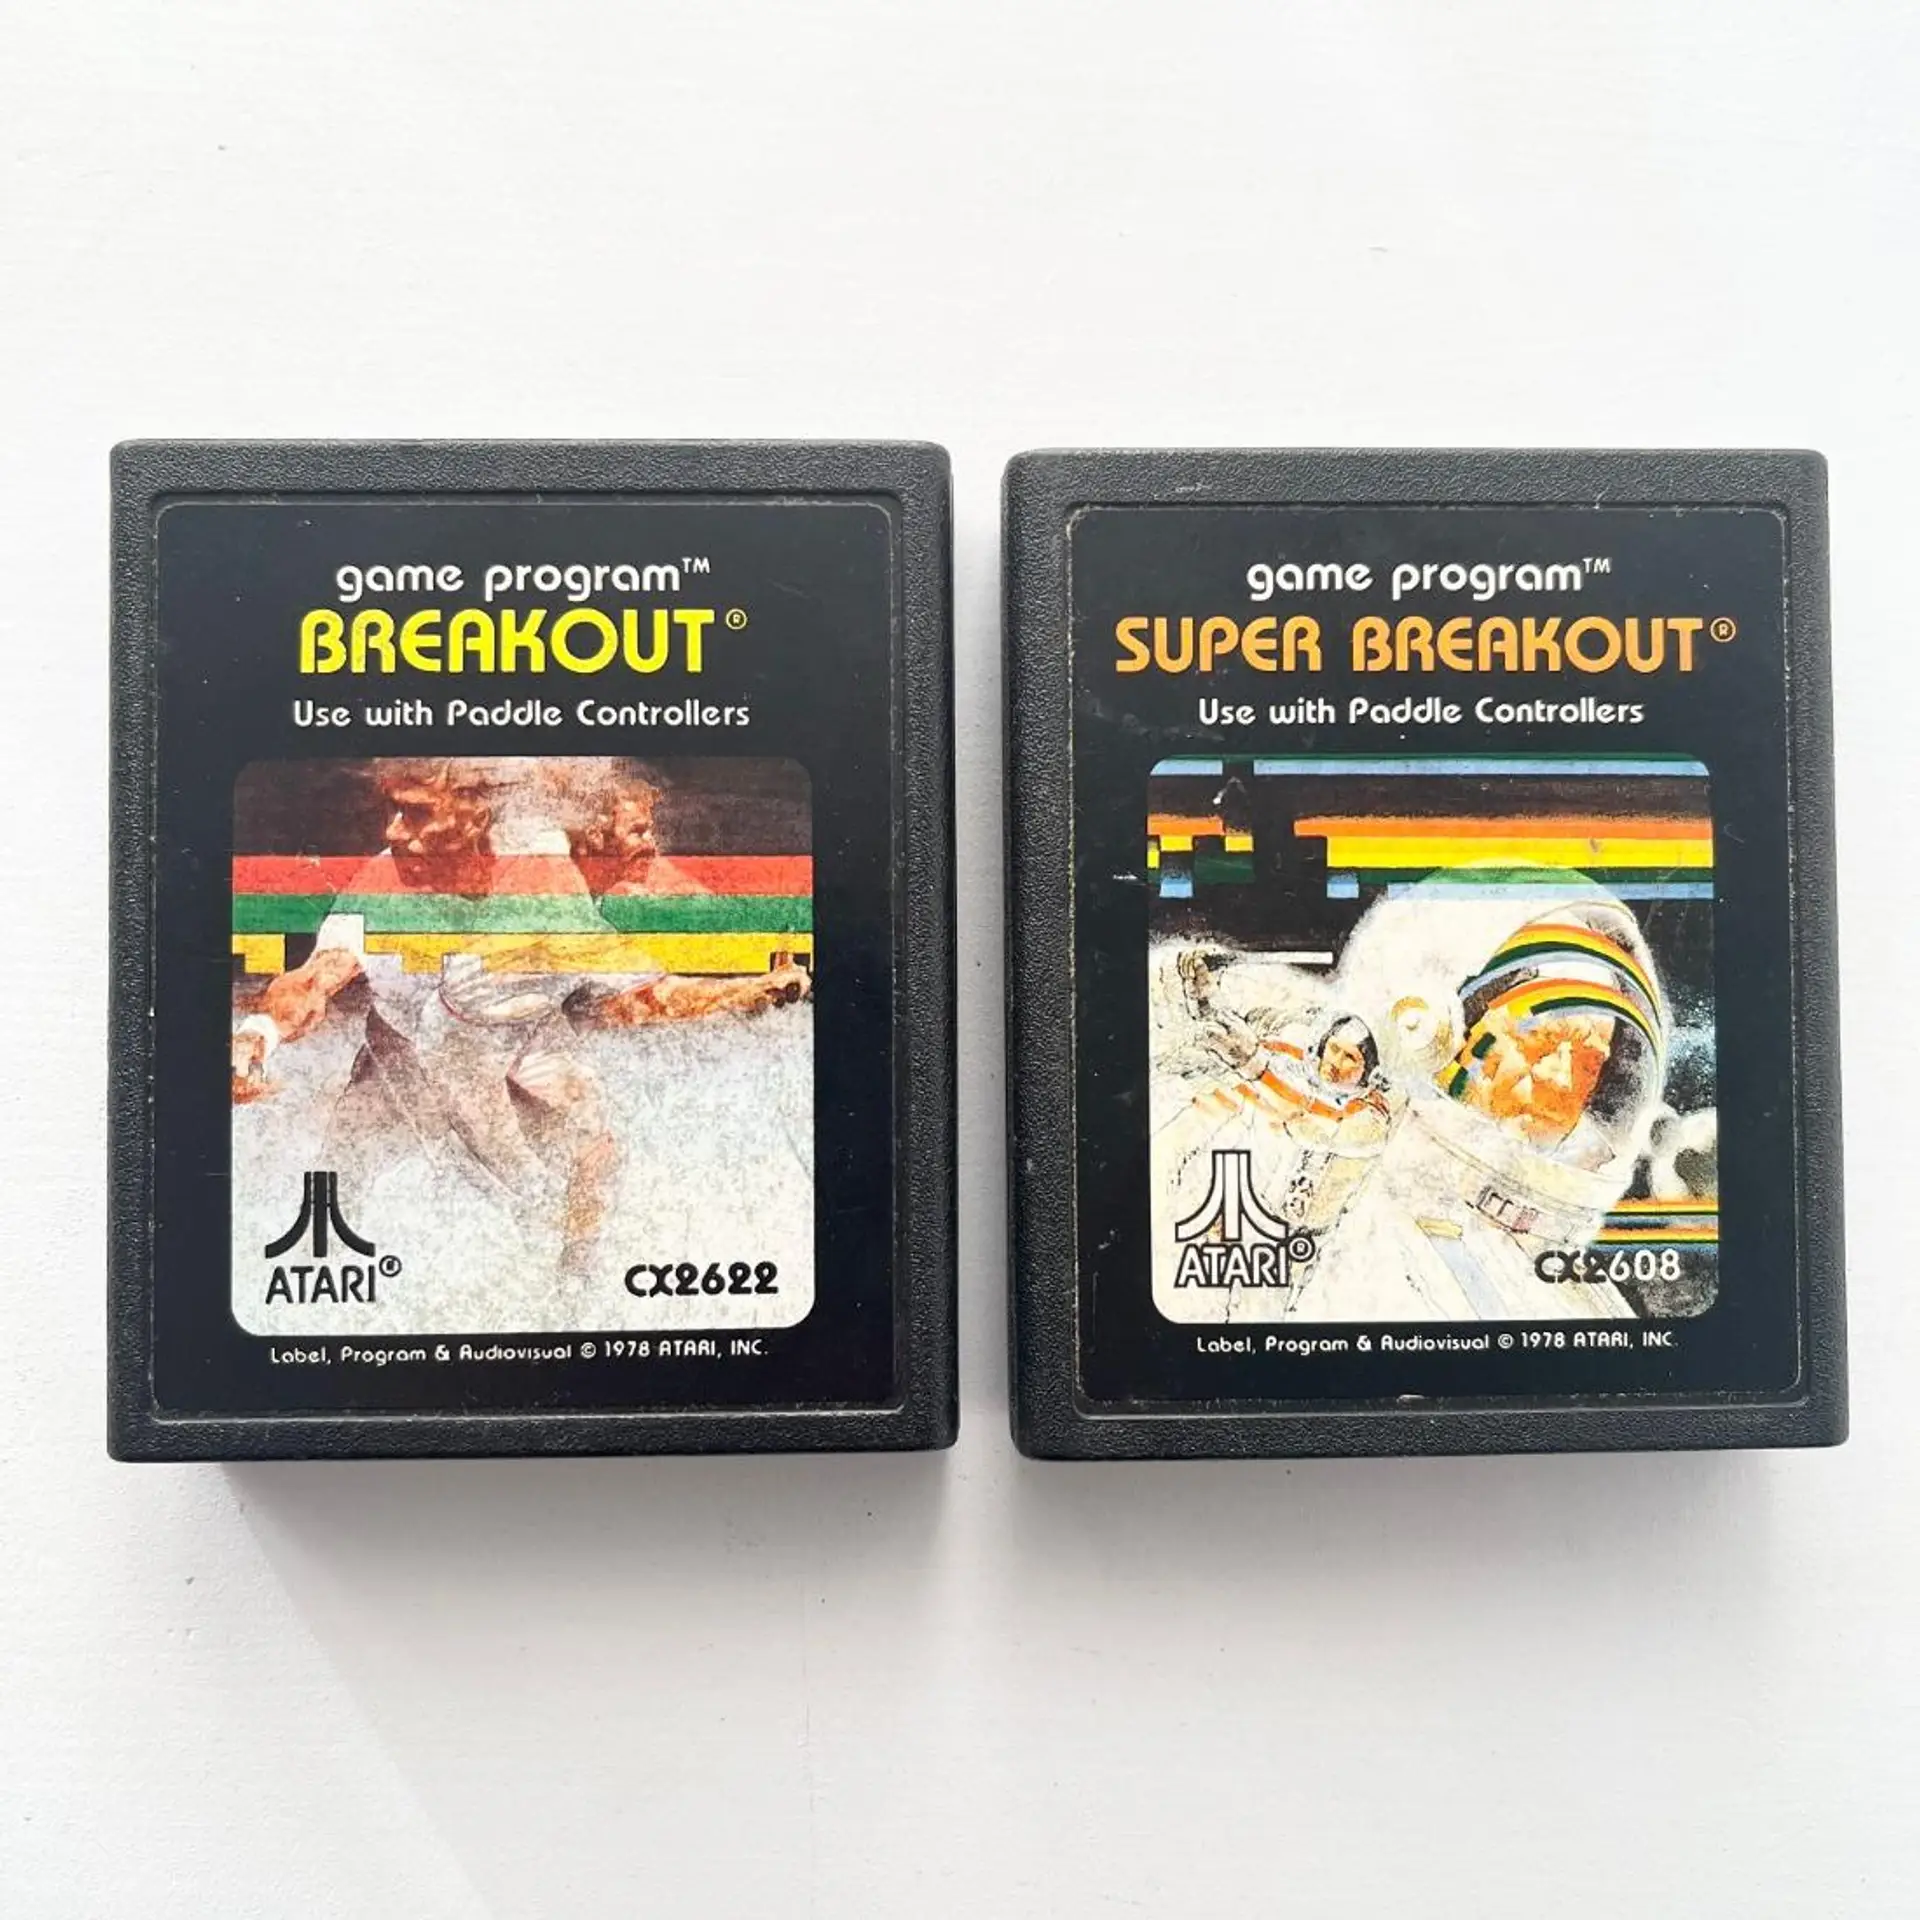 game program™
BREAKOUT®
Use with Paddle Controllers
ATARI®
CX2622
Label, Program & Audiovisual © 1978 ATARI, INC.
game program™
SUPER BREAKOUT®
Use with Paddle Controllers
ATARI®
CX2608
Label, Program & Audiovisual © 1978 ATARI, INC.